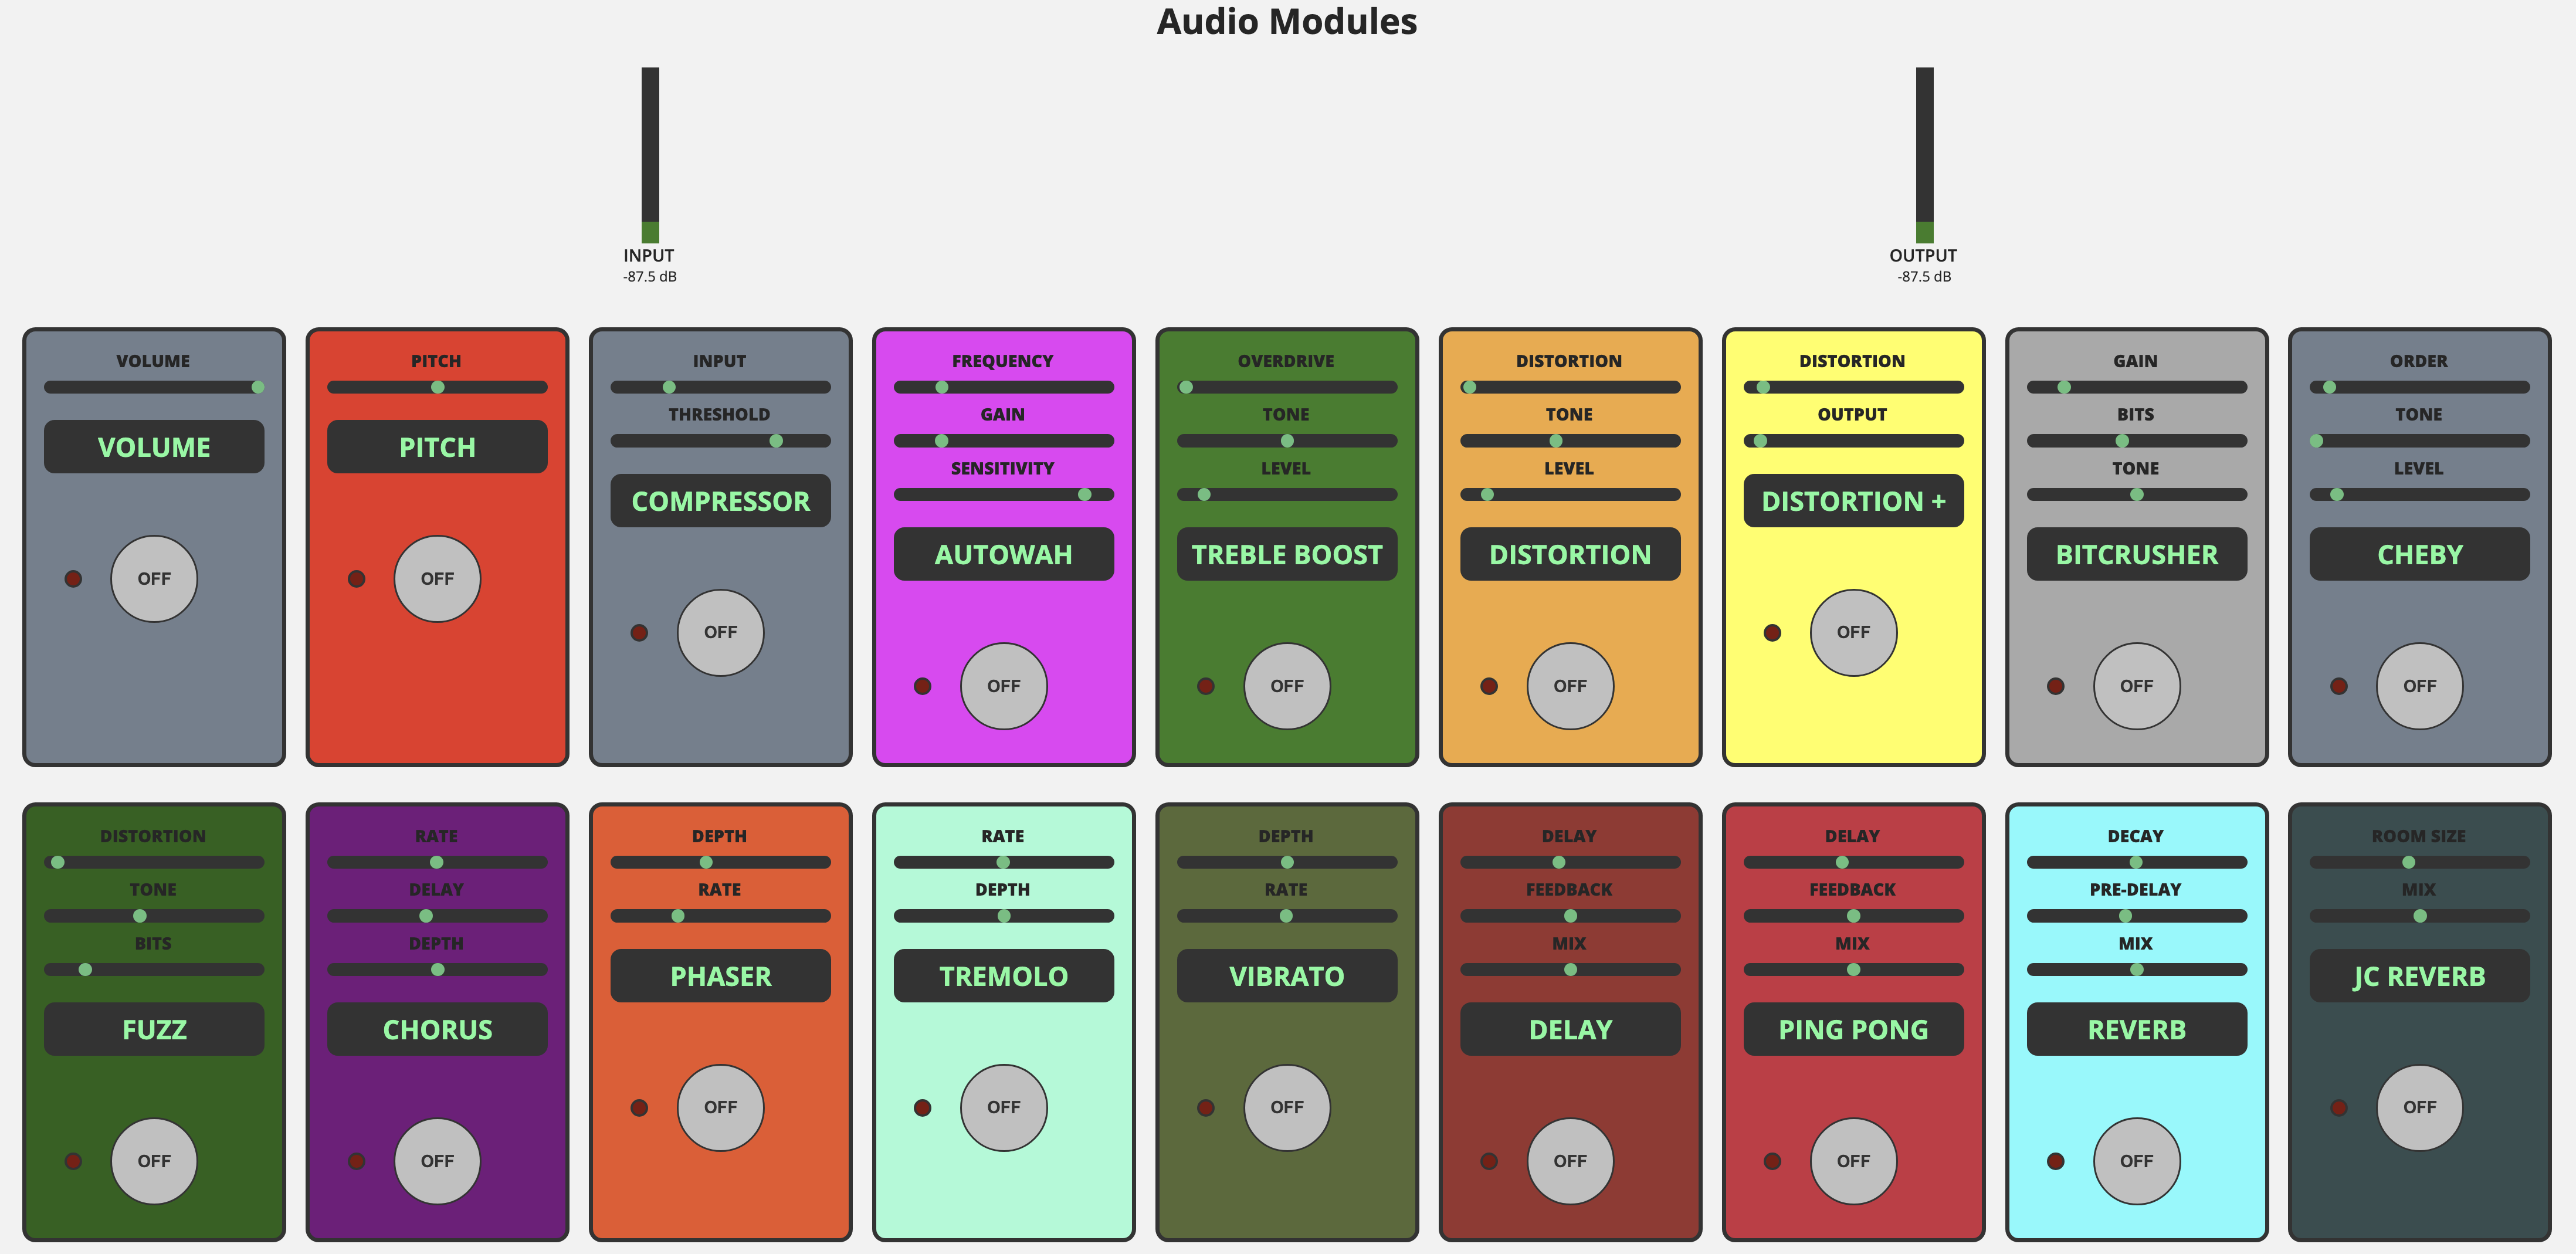 Audio Modules
INPUT
-87.5 dB
OUTPUT
-87.5 dB
VOLUME
VOLUME
OFF
PITCH
PITCH
OFF
INPUT
THRESHOLD
COMPRESSOR
OFF
FREQUENCY
GAIN
SENSITIVITY
AUTOWAH
OFF
OVERDRIVE
TONE
LEVEL
TREBLE BOOST
OFF
DISTORTION
TONE
LEVEL
DISTORTION
OFF
DISTORTION
OUTPUT
DISTORTION +
OFF
GAIN
BITS
TONE
BITCRUSHER
OFF
ORDER
TONE
LEVEL
CHEBY
OFF
DISTORTION
TONE
BITS
FUZZ
OFF
RATE
DELAY
DEPTH
CHORUS
OFF
DEPTH
RATE
PHASER
OFF
RATE
DEPTH
TREMOLO
OFF
DEPTH
RATE
VIBRATO
OFF
DELAY
FEEDBACK
MIX
DELAY
OFF
DELAY
FEEDBACK
MIX
PING PONG
OFF
DECAY
PRE-DELAY
MIX
REVERB
OFF
ROOM SIZE
MIX
JC REVERB
OFF